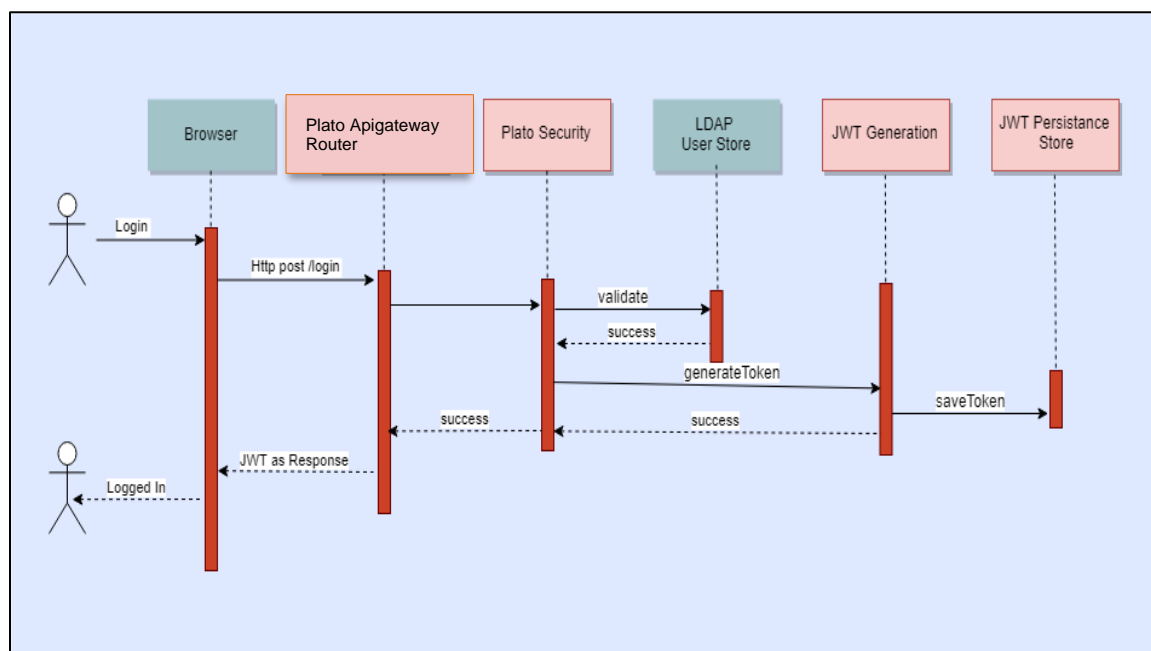 Browser
Plato Apigateway
Router
Plato Security
LDAP
User Store
JWT Generation
JWT Persistance
Store
Login
Http post /login
validate
success
generateToken
saveToken
success
success
JWT as Response
Logged In